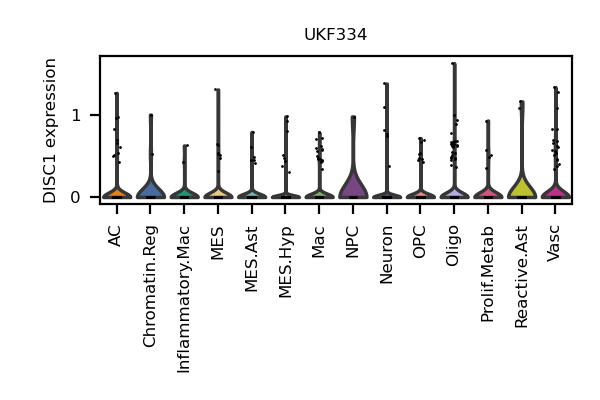 UKF334
DISC1 expression
1
0
AC
Chromatin.Reg
Inflammatory.Mac
MES
MES.Ast
MES.Hyp
Mac
NPC
Neuron
OPC
Oligo
Prolif.Metab
Reactive.Ast
Vasc